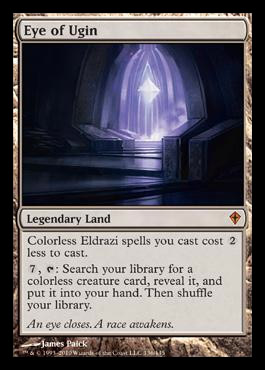 Eye of Ugin
Legendary Land
Colorless Eldrazi spells you cast cost 2
less to cast.
7, : Search your library for a
colorless creature card, reveal it, and
put it into your hand. Then shuffle
your library.
An eye closes. A race awakens.
James Paick
™ & © 1993-2010 Wizards of the Coast LLC 136/145